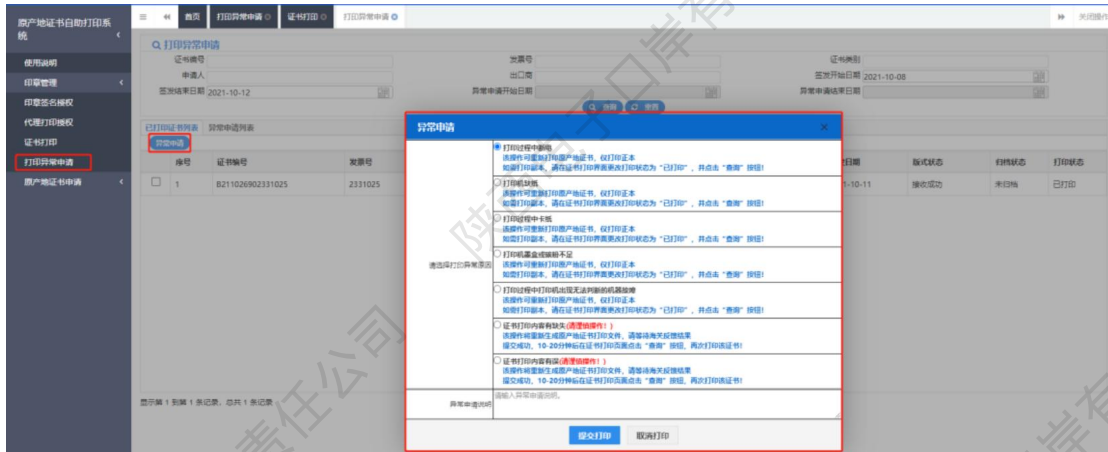 原产地证书自助打印系统
首页
打印异常申请
证书打印
打印异常申请
关闭操作
使用说明
印章管理
印章签名授权
代理打印授权
证书打印
打印异常申请
原产地证书申请
打印异常申请
证书编号
发票号
证书类别
申请人
出口商
签发开始日期 2021-10-08
签发结束日期 2021-10-12
异常申请开始日期
异常申请结束日期
查询
重置
已打印证书列表 异常申请列表
异常申请
序号 证书编号 发票号
日期 版式状态 归档状态 打印状态
1 B211026902331025 2331025
1-10-11 接收成功 未归档 已打印
异常申请
请选择打印异常原因
打印过程中断电
该操作可重新打印原产地证书，仅打印正本
如需打印副本，请在证书打印界面更改打印状态为“已打印”，并点击“查询”按钮!
打印机缺纸
该操作可重新打印原产地证书，仅打印正本
如需打印副本，请在证书打印界面更改打印状态为“已打印”，并点击“查询”按钮!
打印过程中卡纸
该操作可重新打印原产地证书，仅打印正本
如需打印副本，请在证书打印界面更改打印状态为“已打印”，并点击“查询”按钮!
打印机墨盒或碳粉不足
该操作可重新打印原产地证书，仅打印正本
如需打印副本，请在证书打印界面更改打印状态为“已打印”，并点击“查询”按钮!
打印过程中打印机出现无法判断的机器故障
该操作可重新打印原产地证书，仅打印正本
如需打印副本，请在证书打印界面更改打印状态为“已打印”，并点击“查询”按钮!
证书打印内容有缺失(请谨慎操作！)
该操作将重新生成原产地证书打印文件，请等待海关反馈结果
提交成功，10-20分钟后在证书打印页面点击“查询”按钮，再次打印该证书!
证书打印内容有误(请谨慎操作！)
该操作将重新生成原产地证书打印文件，请等待海关反馈结果
提交成功，10-20分钟后在证书打印页面点击“查询”按钮，再次打印该证书!
异常申请说明
请输入异常申请说明。
提交打印
取消打印
显示第 1 到第 1 条记录，总共 1 条记录
陕西电子口岸有
责任公司
岸有